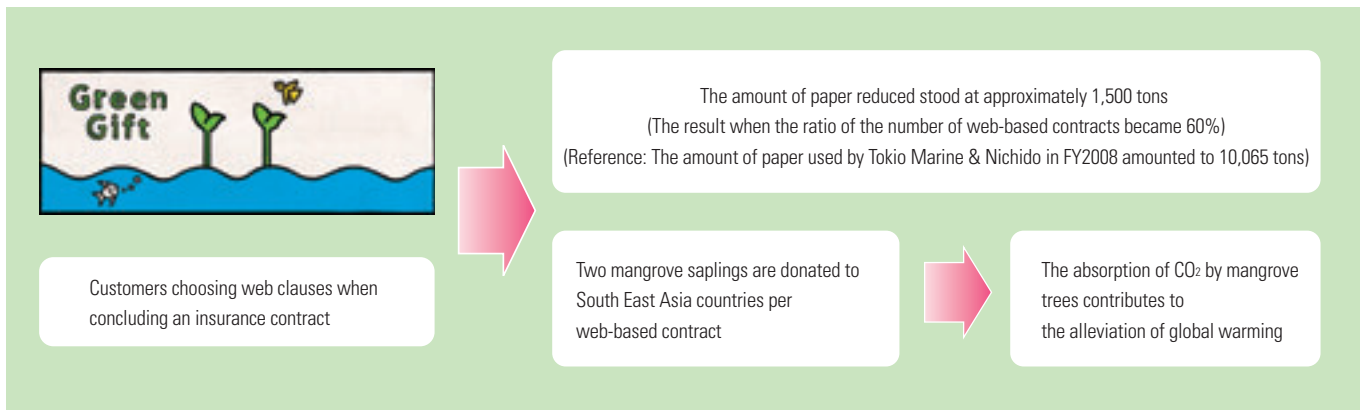 Green
Gift
Customers choosing web clauses when
concluding an insurance contract
The amount of paper reduced stood at approximately 1,500 tons
(The result when the ratio of the number of web-based contracts became 60%)
(Reference: The amount of paper used by Tokio Marine & Nichido in FY2008 amounted to 10,065 tons)
Two mangrove saplings are donated to
South East Asia countries per
web-based contract
The absorption of CO₂ by mangrove
trees contributes to
the alleviation of global warming